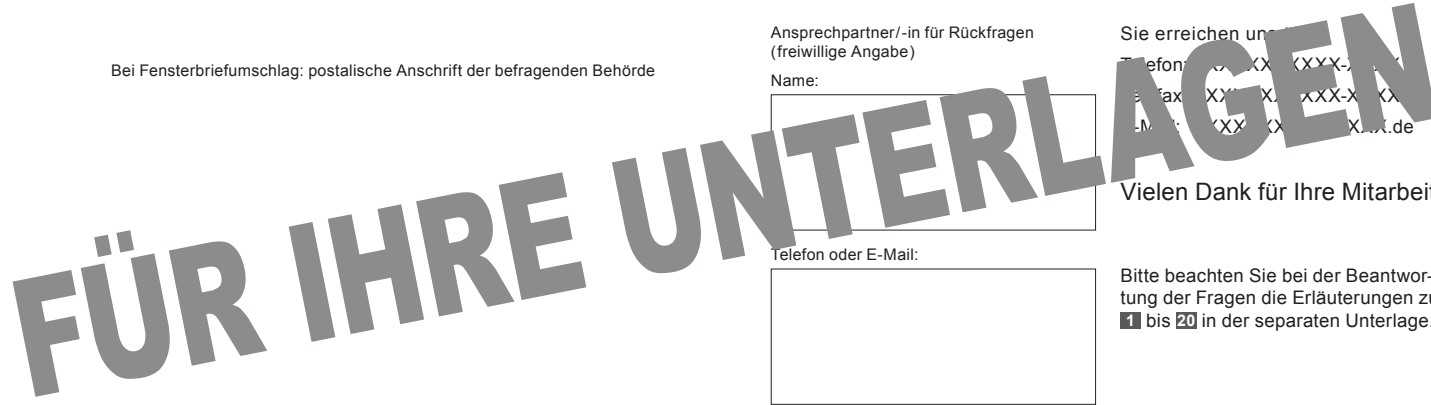 Bei Fensterbriefumschlag: postalische Anschrift der befragenden Behörde
Ansprechpartner/-in für Rückfragen
(freiwillige Angabe)
Name:
Telefon oder E-Mail:
Sie erreichen
.de
Vielen Dank für Ihre Mitarbeit
Bitte beachten Sie bei der Beantwor-
tung der Fragen die Erläuterungen zu
1 bis 20 in der separaten Unterlage.
FÜR IHRE UNTERLAGEN